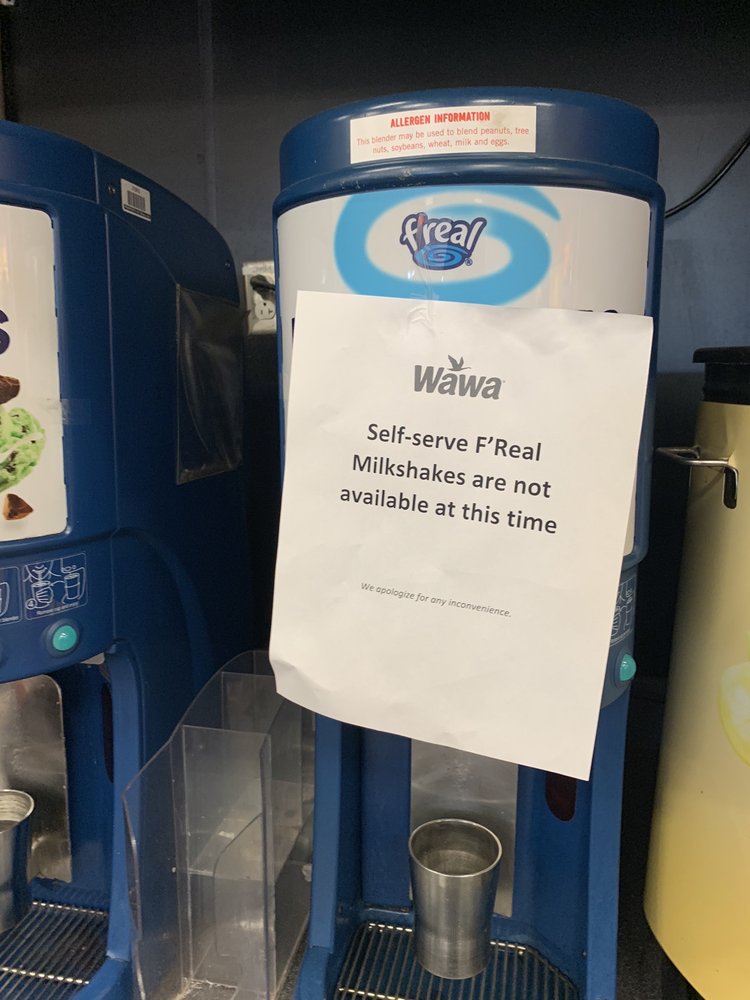 ALLERGEN INFORMATION
This blender may be used to blend peanuts, tree
nuts, soybeans, wheat, milk and eggs.
f'real
Wawa
Self-serve F'Real
Milkshakes are not
available at this time
We apologize for any inconvenience.